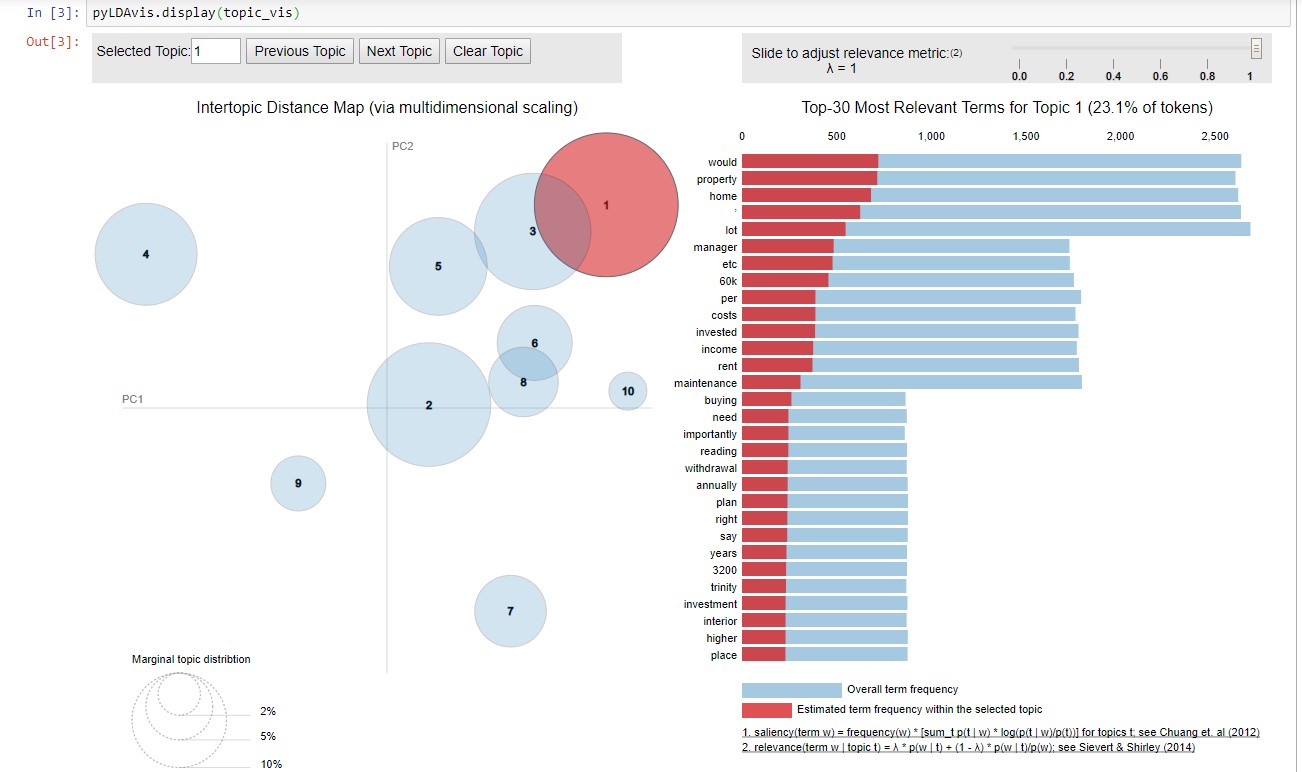 In [3]: pyLDAvis.display(topic_vis)
Out[3]:
Selected Topic: 1 Previous Topic Next Topic Clear Topic
Slide to adjust relevance metric:(2)
λ = 1
0.0 0.2 0.4 0.6 0.8 1
Intertopic Distance Map (via multidimensional scaling)
PC2
PC1
1
3
4
5
6
8
10
2
9
7
Marginal topic distribtion
2%
5%
10%
Top-30 Most Relevant Terms for Topic 1 (23.1% of tokens)
0 500 1,000 1,500 2,000 2,500
would
property
home
'
lot
manager
etc
60k
per
costs
invested
income
rent
maintenance
buying
need
importantly
reading
withdrawal
annually
plan
right
say
years
3200
trinity
investment
interior
higher
place
Overall term frequency
Estimated term frequency within the selected topic
1. saliency(term w) = frequency(w) * [sum_t p(t | w) * log(p(t | w)/p(t))] for topics t; see Chuang et. al (2012)
2. relevance(term w | topic t) = λ * p(w | t) + (1 - λ) * p(w | t)/p(w); see Sievert & Shirley (2014)